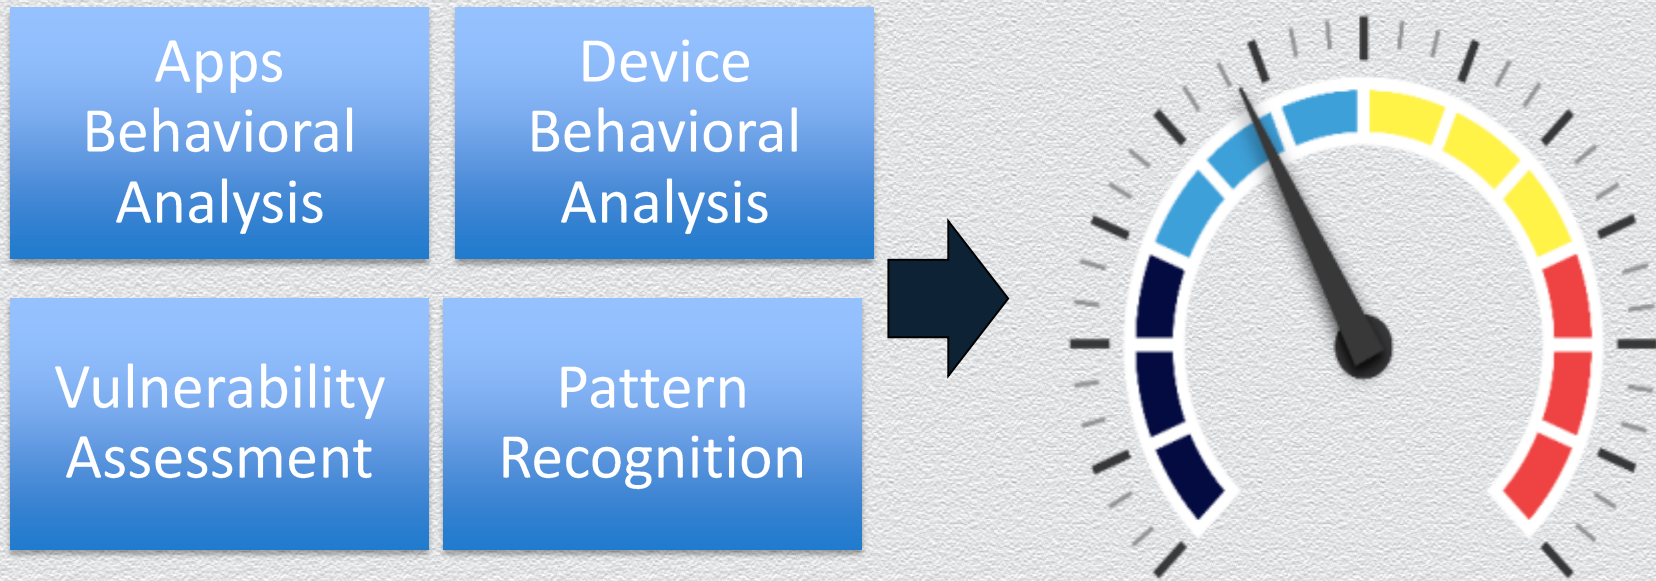 Apps
Behavioral
Analysis
Device
Behavioral
Analysis
Vulnerability
Assessment
Pattern
Recognition